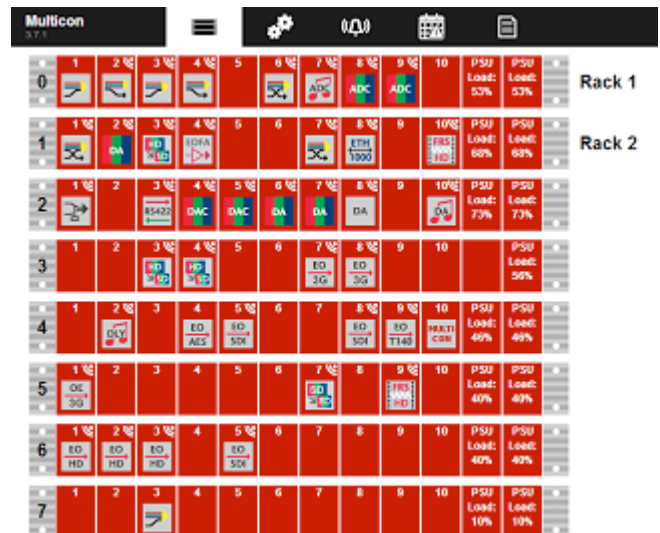 Multicon
3.7.1
1 2 3 4 5 6 7 8 9 10 PSU PSU
ADC ADC ADC Load: Load:
0 53% 53% Rack 1
1 2 3 4 5 6 7 8 9 10 PSU PSU
DA HD SD EOFA ETH 1000 FRS HD Load: Load:
1 68% 68% Rack 2
1 2 3 4 5 6 7 8 9 10 PSU PSU
RS422 DAC DAC DA DA DA DA Load: Load:
2 73% 73%
1 2 3 4 5 6 7 8 9 10 PSU
HD SD HD SD EO 3G EO 3G Load:
3 56%
1 2 3 4 5 6 7 8 9 10 PSU PSU
DLY EO AES EO SDI EO SDI EO T140 MULTI CON Load: Load:
4 46% 46%
1 2 3 4 5 6 7 8 9 10 PSU PSU
OE 3G SD FRS HD Load: Load:
5 40% 40%
1 2 3 4 5 6 7 8 9 10 PSU PSU
EO HD EO HD EO HD EO SDI Load: Load:
6 40% 40%
1 2 3 4 5 6 7 8 9 10 PSU PSU
Load: Load:
7 10% 10%